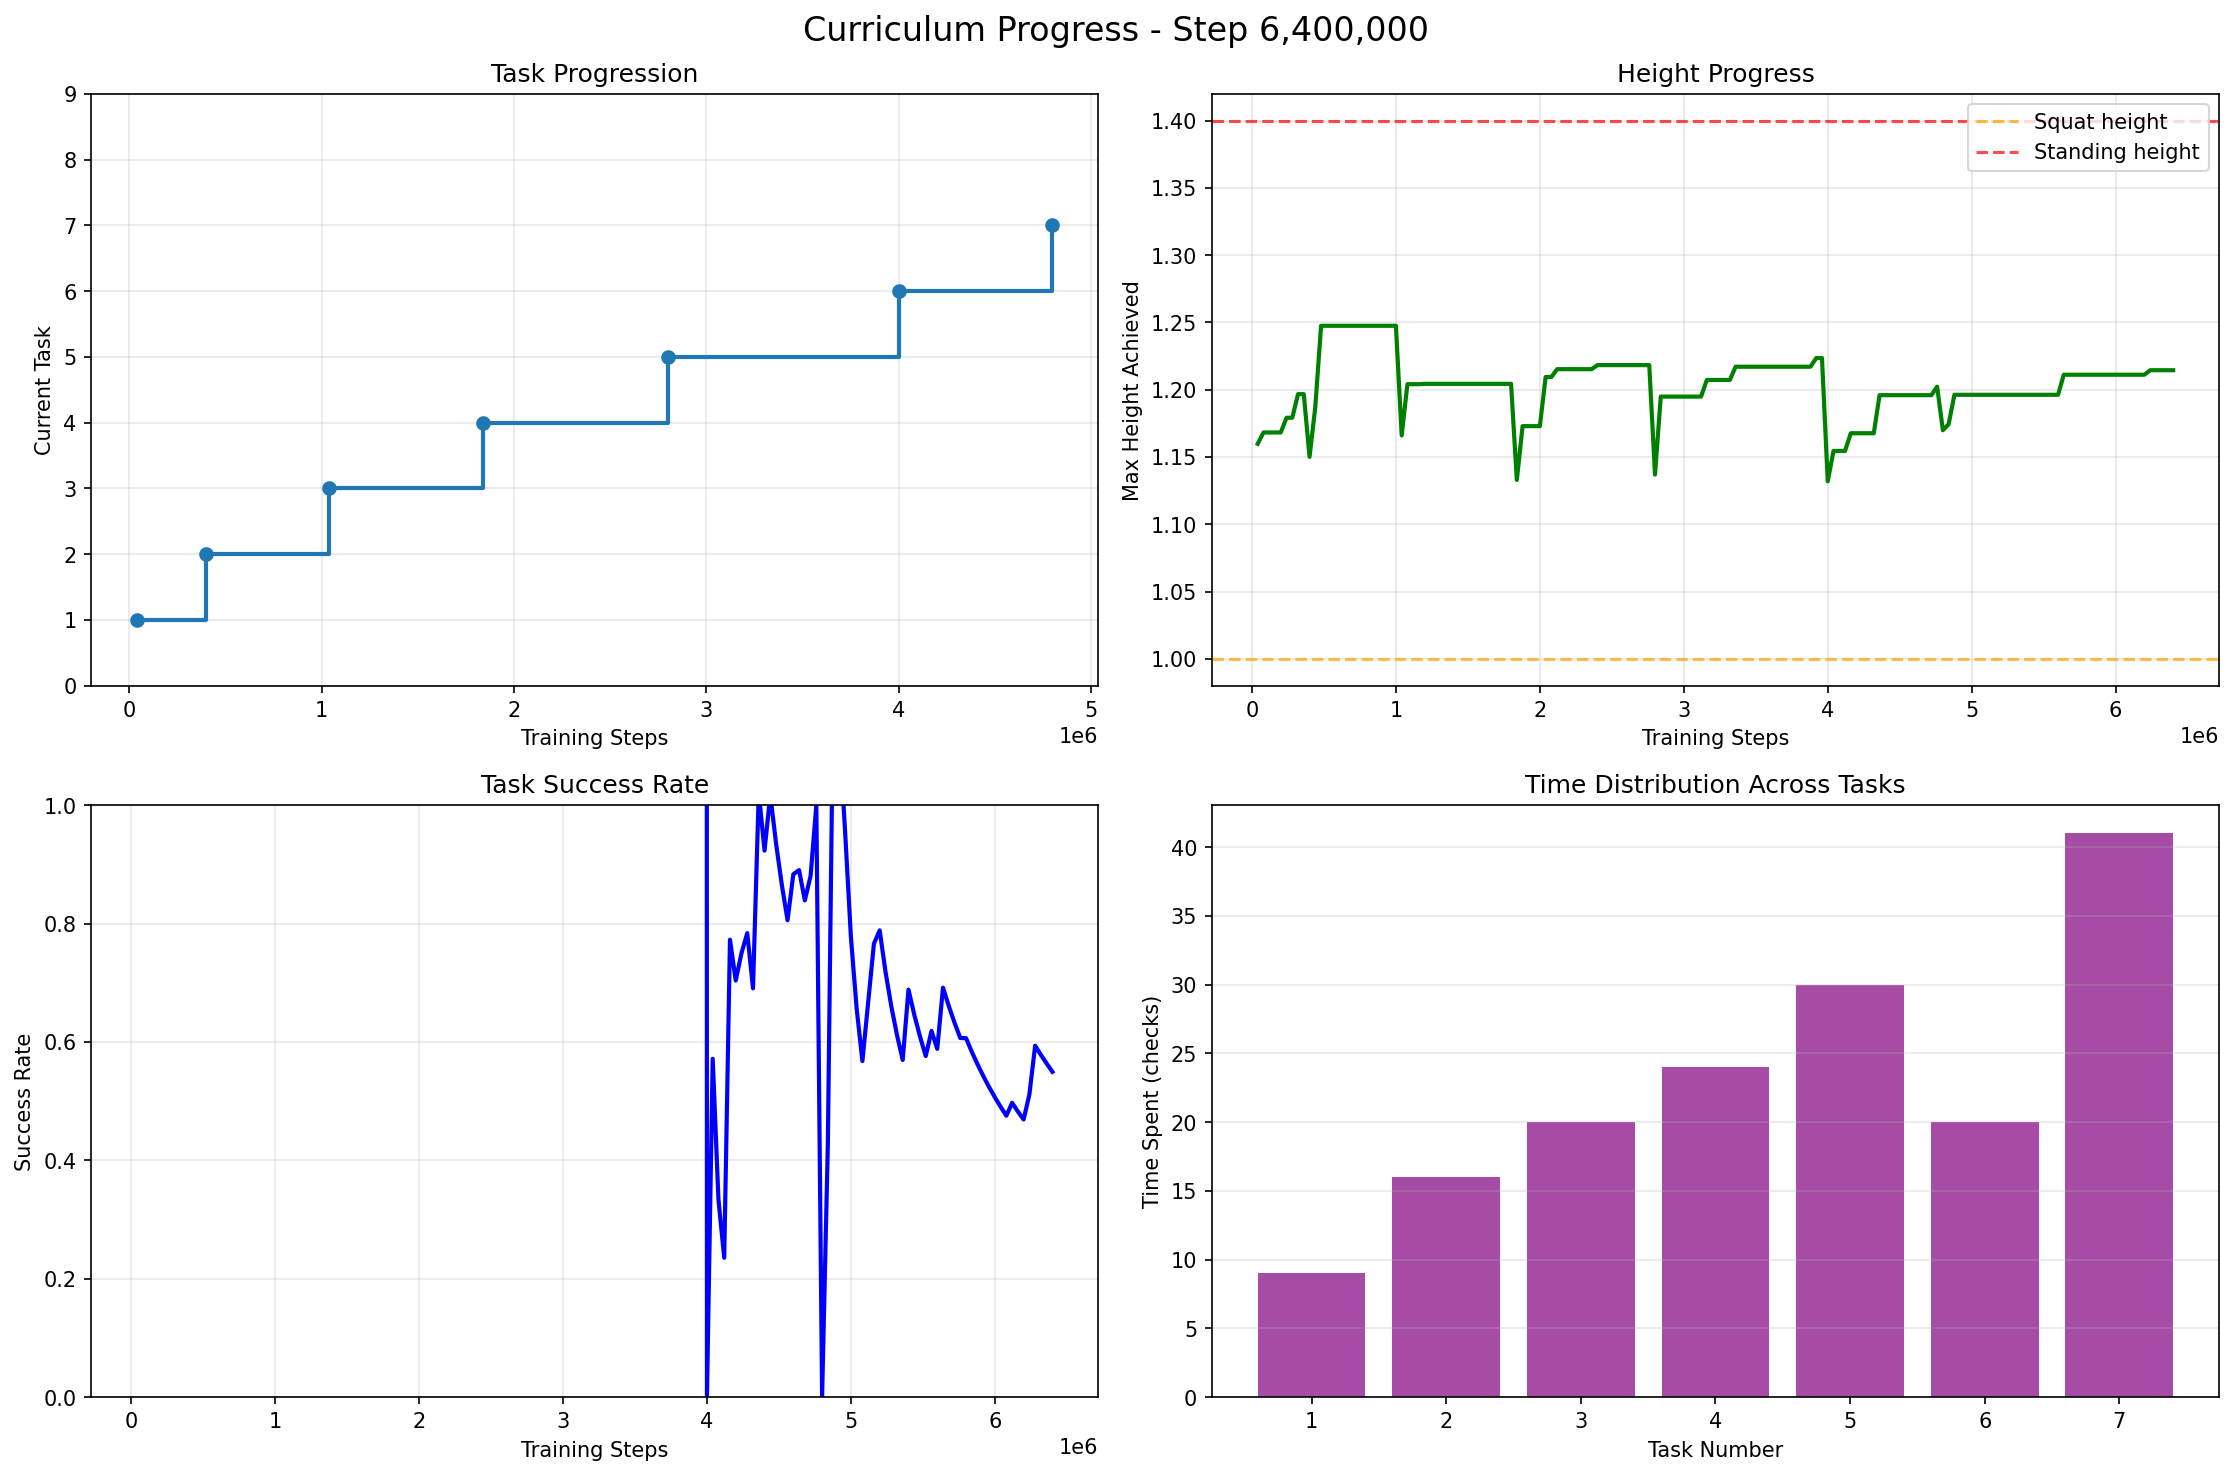 Curriculum Progress - Step 6,400,000
Task Progression
9
8
7
6
5
4
3
2
1
0
Current Task
0 1 2 3 4 5
1e6
Training Steps
Height Progress
1.40
1.35
1.30
1.25
1.20
1.15
1.10
1.05
1.00
Max Height Achieved
Squat height
Standing height
0 1 2 3 4 5 6
1e6
Training Steps
Task Success Rate
1.0
0.8
0.6
0.4
0.2
0.0
Success Rate
0 1 2 3 4 5 6
1e6
Training Steps
Time Distribution Across Tasks
40
35
30
25
20
15
10
5
0
Time Spent (checks)
1 2 3 4 5 6 7
Task Number